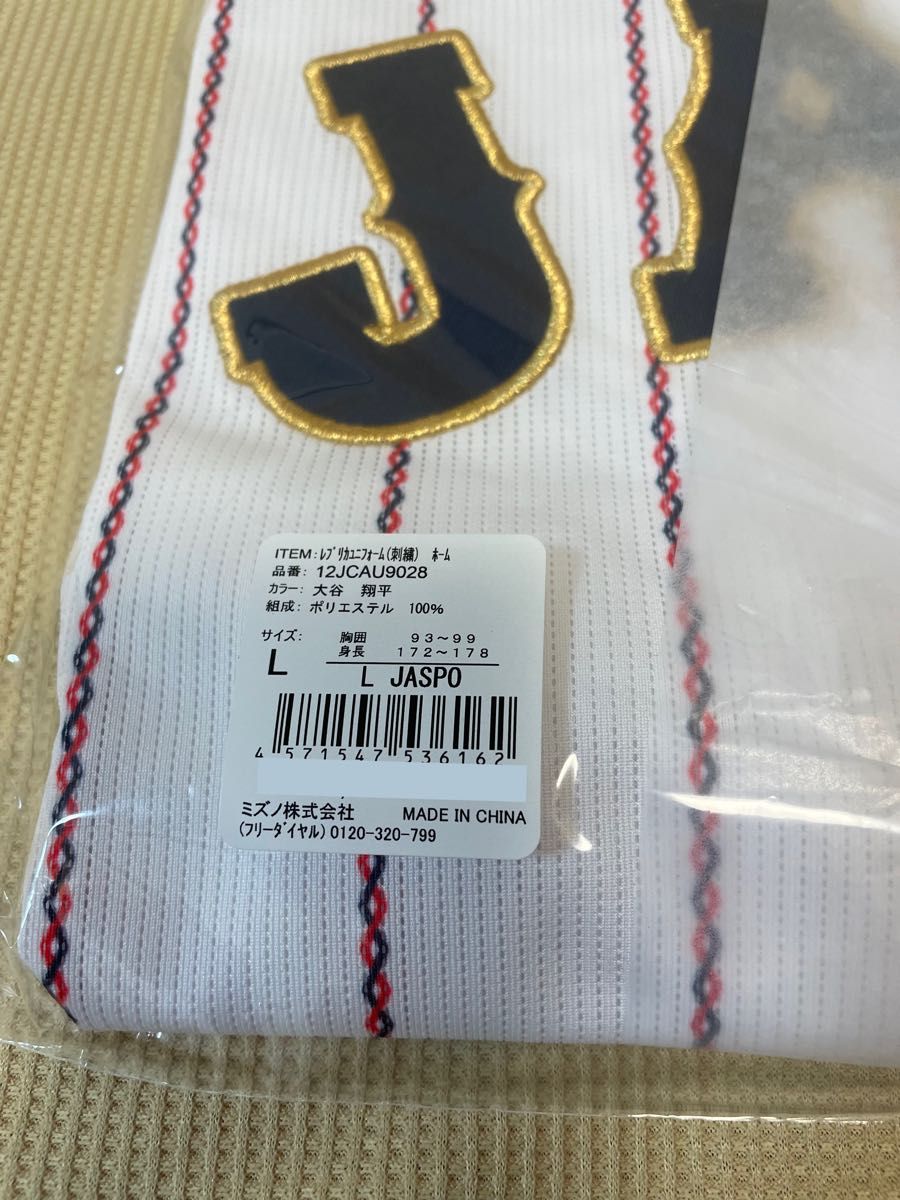 J
ITEM:ﾚﾌﾟﾘｶﾕﾆﾌｫｰﾑ(刺繍) ﾎｰﾑ
品番: 12JCAU9028
ｶﾗｰ: 大谷 翔平
組成: ポリエステル 100%
サイズ: 胸囲 93~99
L 身長 172~178
L JASPO
4 571547 536162
ミズノ株式会社 MADE IN CHINA
(ﾌﾘｰﾀﾞｲﾔﾙ) 0120-320-799